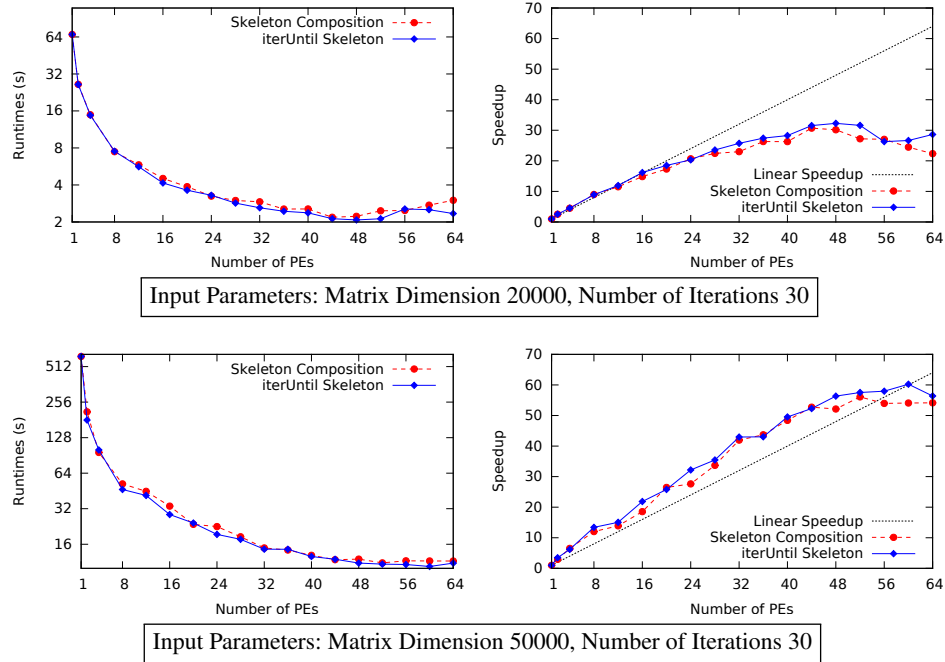 Skeleton Composition
iterUntil Skeleton
Runtimes (s)
64
32
16
8
4
2
1 8 16 24 32 40 48 56 64
Number of PEs
Speedup
70
60
50
40
30
20
10
0
Linear Speedup
Skeleton Composition
iterUntil Skeleton
1 8 16 24 32 40 48 56 64
Number of PEs
Input Parameters: Matrix Dimension 20000, Number of Iterations 30
Skeleton Composition
iterUntil Skeleton
Runtimes (s)
512
256
128
64
32
16
1 8 16 24 32 40 48 56 64
Number of PEs
Speedup
70
60
50
40
30
20
10
0
Linear Speedup
Skeleton Composition
iterUntil Skeleton
1 8 16 24 32 40 48 56 64
Number of PEs
Input Parameters: Matrix Dimension 50000, Number of Iterations 30